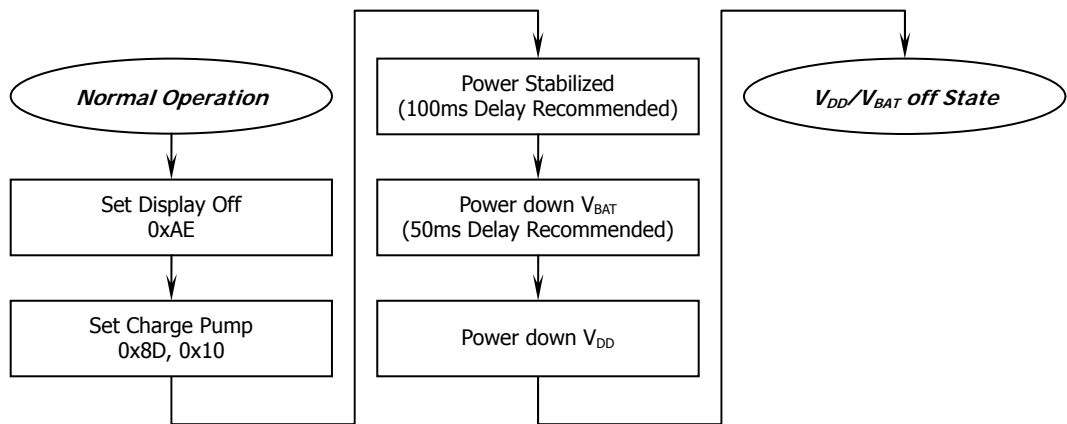 Normal Operation
Set Display Off
0xAE
Set Charge Pump
0x8D, 0x10
Power Stabilized
(100ms Delay Recommended)
Power down VBAT
(50ms Delay Recommended)
Power down VDD
VDD/VBAT off State